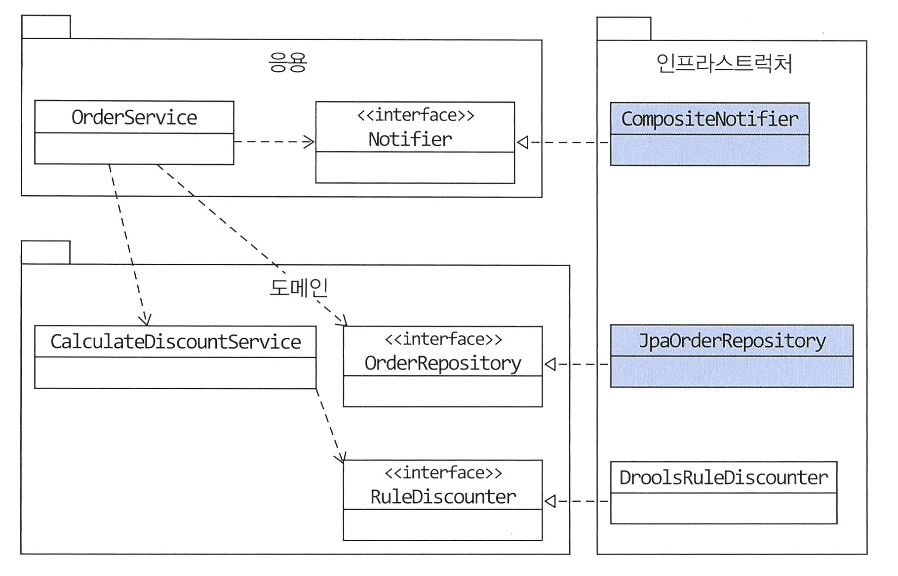 응용
OrderService
<<interface>>
Notifier
인프라스트럭처
CompositeNotifier
도메인
CalculateDiscountService
<<interface>>
OrderRepository
JpaOrderRepository
<<interface>>
RuleDiscounter
DroolsRuleDiscounter